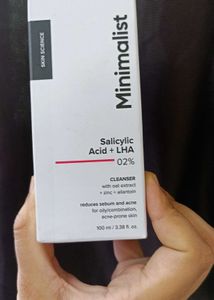 SKIN SCIENCE
Minimalist
Salicylic
Acid + LHA
02%
CLEANSER
with oat extract
+ zinc + allantoin
reduces sebum and acne
for oily/combination,
acne-prone skin
100 ml / 3.38 fl. oz.